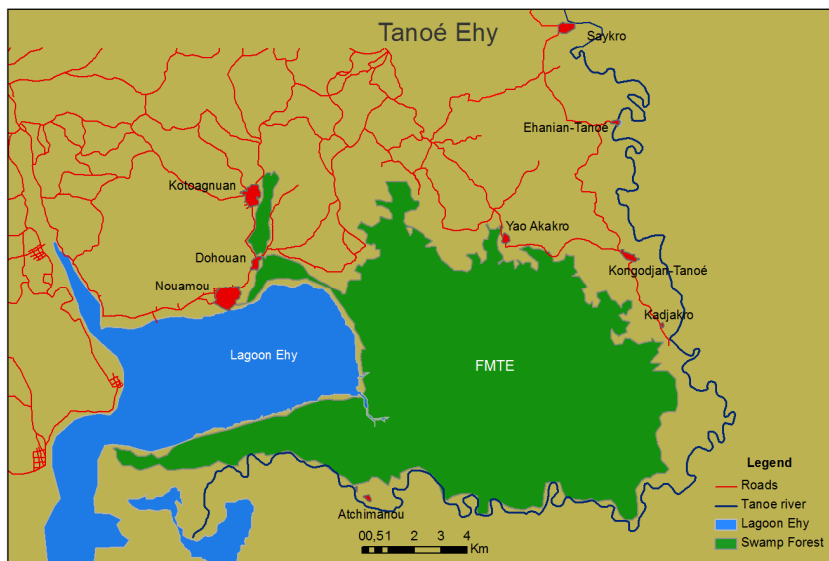 Tanoé Ehy
Saykro
Ehanian-Tanoé
Kotoagnuan
Yao Akakro
Dohouan
Kongodjan-Tanoé
Nouamou
Kadjakro
Lagoon Ehy
FMTE
Legend
Roads
Tanoe river
Lagoon Ehy
Swamp Forest
Atchimanou
00,51 2 3 4
Km